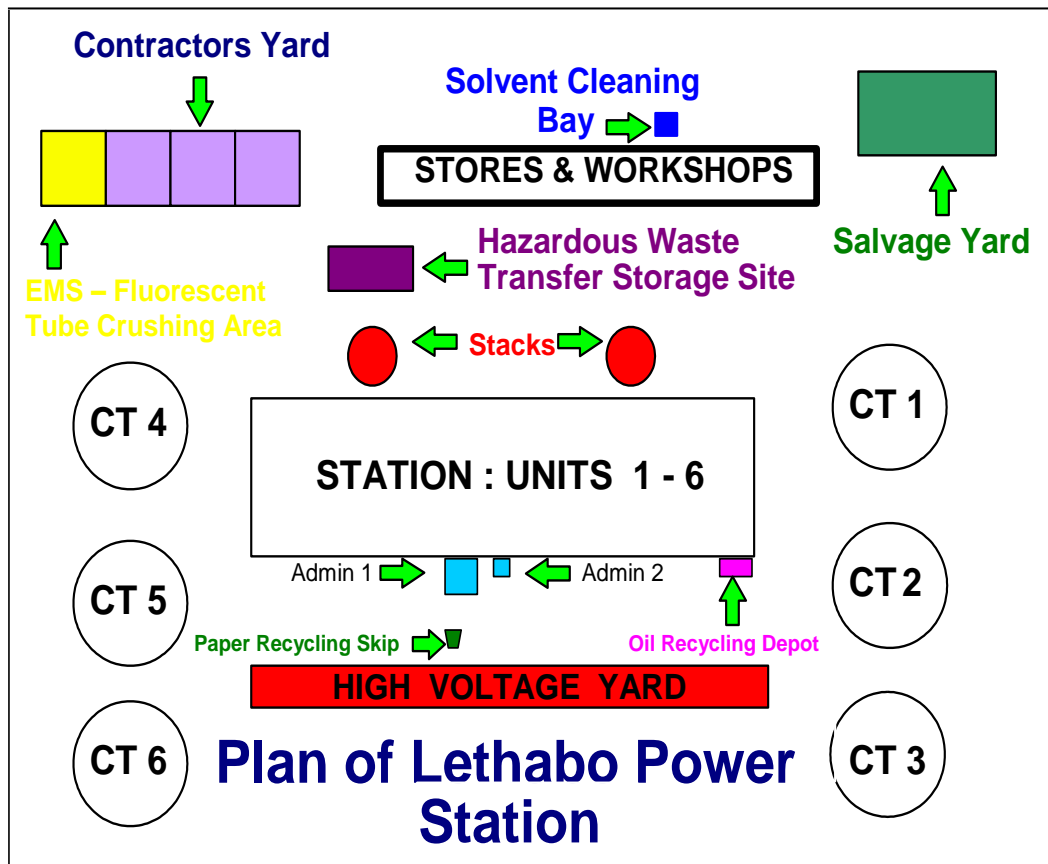 Contractors Yard
Solvent Cleaning
Bay
STORES & WORKSHOPS
Salvage Yard
Hazardous Waste
Transfer Storage Site
EMS – Fluorescent
Tube Crushing Area
Stacks
CT 4
CT 1
STATION : UNITS 1 - 6
CT 5
CT2
Admin 1
Admin 2
Paper Recycling Skip
Oil Recycling Depot
HIGH VOLTAGE YARD
CT 6
CT 3
Plan of Lethabo Power
Station